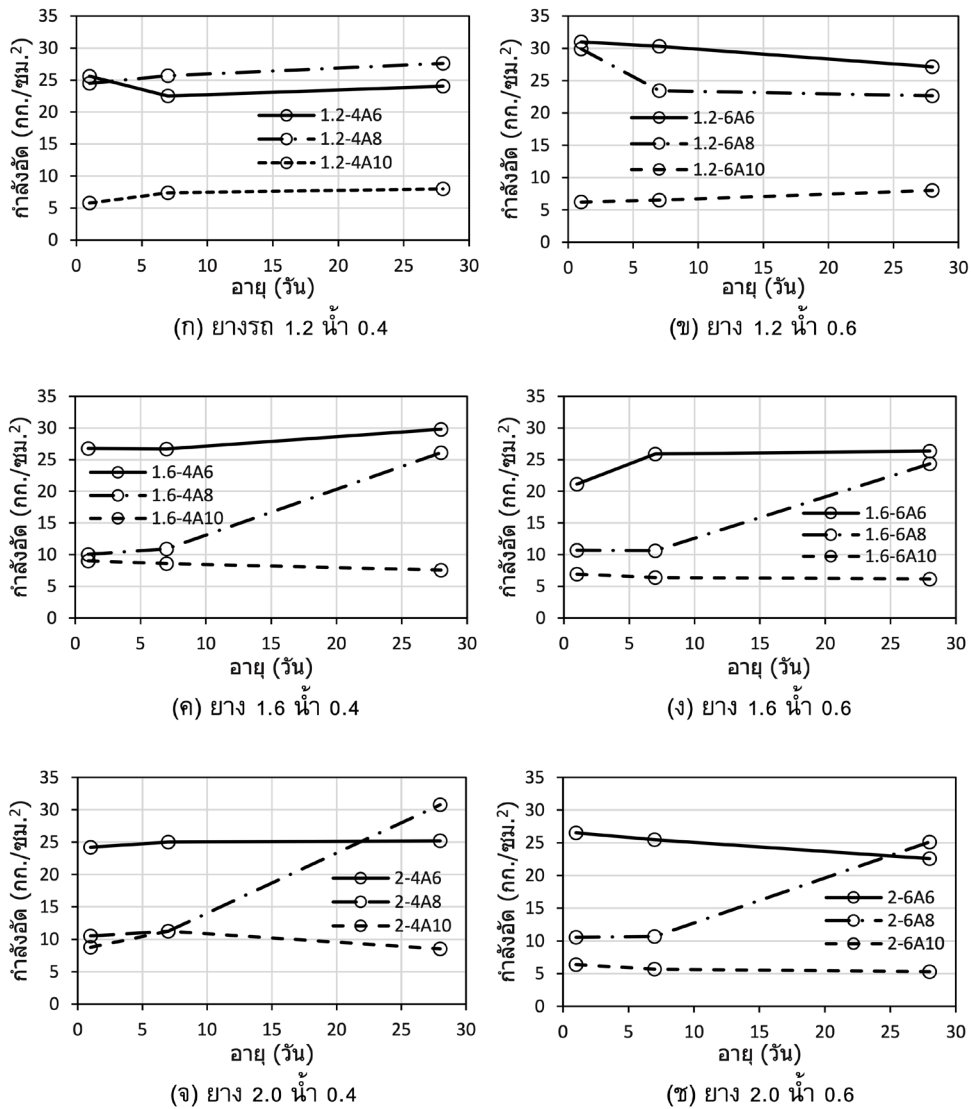 กำลังอัด (กก./ซม.²)
35
30
25
20
15
10
5
0
1.2-4A6
1.2-4A8
1.2-4A10
0 5 10 15 20 25 30
อายุ (วัน)
(ก) ยางรถ 1.2 น้ำ 0.4
กำลังอัด (กก./ซม.²)
35
30
25
20
15
10
5
0
1.2-6A6
1.2-6A8
1.2-6A10
0 5 10 15 20 25 30
อายุ (วัน)
(ข) ยาง 1.2 น้ำ 0.6
กำลังอัด (กก./ซม.²)
35
30
25
20
15
10
5
0
1.6-4A6
1.6-4A8
1.6-4A10
0 5 10 15 20 25 30
อายุ (วัน)
(ค) ยาง 1.6 น้ำ 0.4
กำลังอัด (กก./ซม.²)
35
30
25
20
15
10
5
0
1.6-6A6
1.6-6A8
1.6-6A10
0 5 10 15 20 25 30
อายุ (วัน)
(ง) ยาง 1.6 น้ำ 0.6
กำลังอัด (กก./ซม.²)
35
30
25
20
15
10
5
0
2-4A6
2-4A8
2-4A10
0 5 10 15 20 25 30
อายุ (วัน)
(จ) ยาง 2.0 น้ำ 0.4
กำลังอัด (กก./ซม.²)
35
30
25
20
15
10
5
0
2-6A6
2-6A8
2-6A10
0 5 10 15 20 25 30
อายุ (วัน)
(ช) ยาง 2.0 น้ำ 0.6